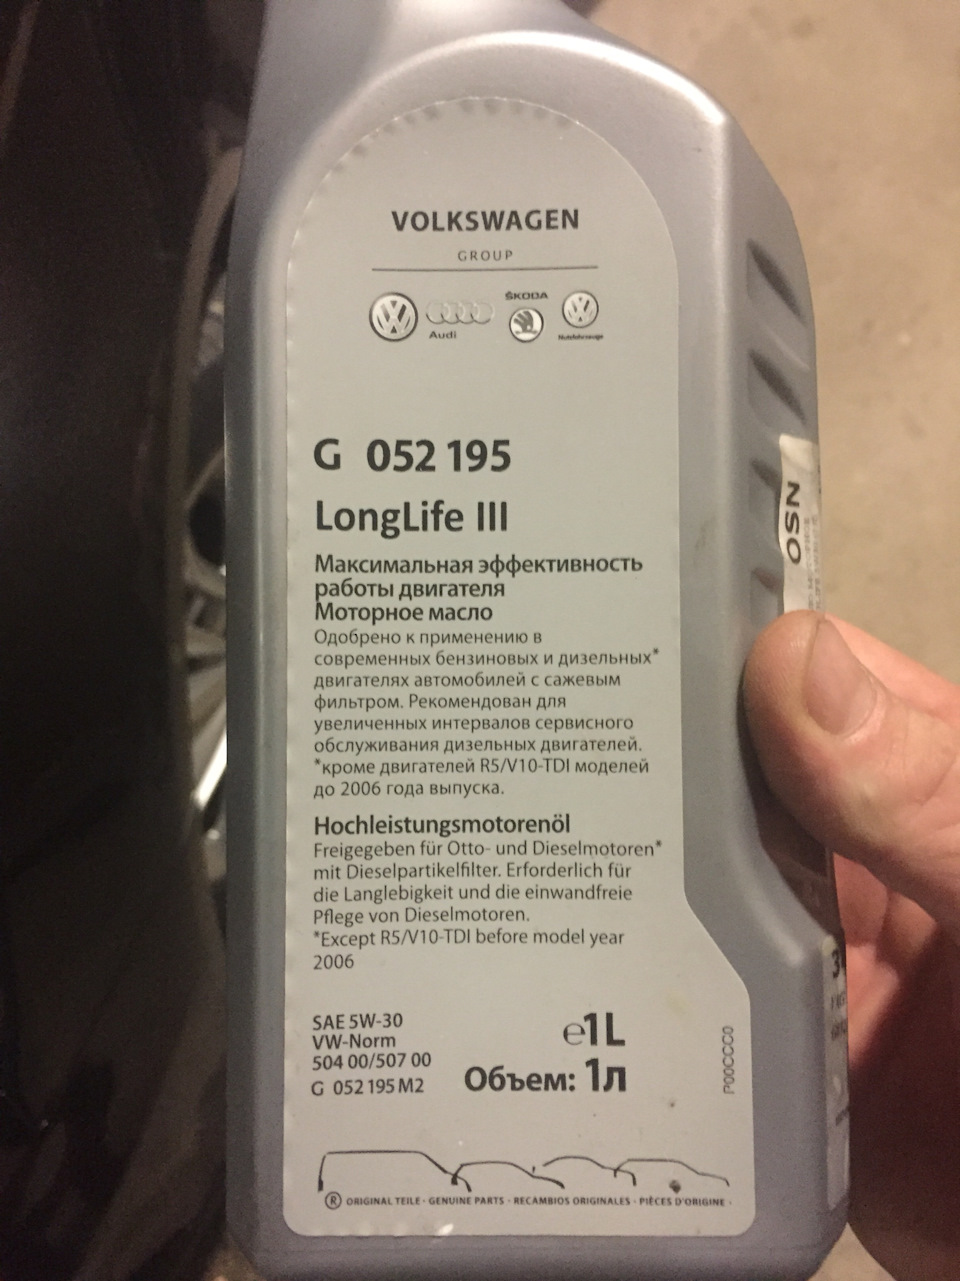 VOLKSWAGEN
GROUP
Audi
ŠKODA
Nutzfahrzeuge
G 052 195
LongLife III
Максимальная эффективность
работы двигателя
Моторное масло
Одобрено к применению в
современных бензиновых и дизельных*
двигателях автомобилей с сажевым
фильтром. Рекомендован для
увеличенных интервалов сервисного
обслуживания дизельных двигателей.
*кроме двигателей R5/V10-TDI моделей
до 2006 года выпуска.
Hochleistungsmotorenöl
Freigegeben für Otto- und Dieselmotoren*
mit Dieselpartikelfilter. Erforderlich für
die Langlebigkeit und die einwandfreie
Pflege von Dieselmotoren.
*Except R5/V10-TDI before model year
2006
SAE 5W-30
VW-Norm
504 00/507 00
G 052 195 M2
e1L
Объем: 1л
P00CCC0
® ORIGINAL TEILE · GENUINE PARTS · RECAMBIOS ORIGINALES · PIÈCES D'ORIGINE ·
OSN